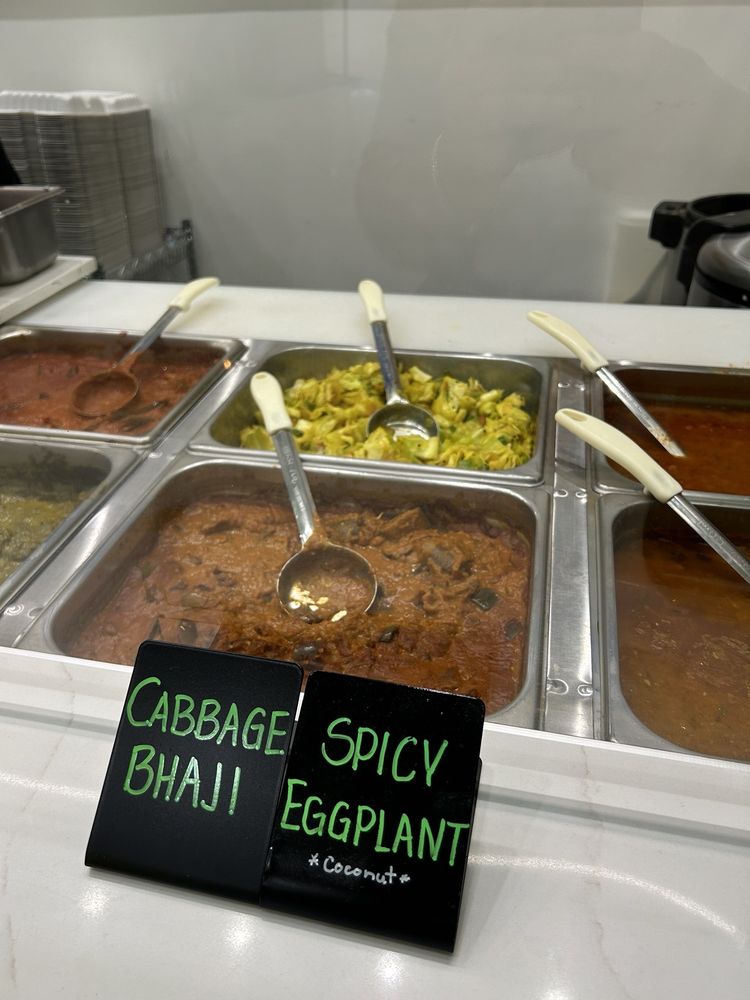 CABBAGE
BHAJI
SPICY
EGGPLANT
*Coconut*